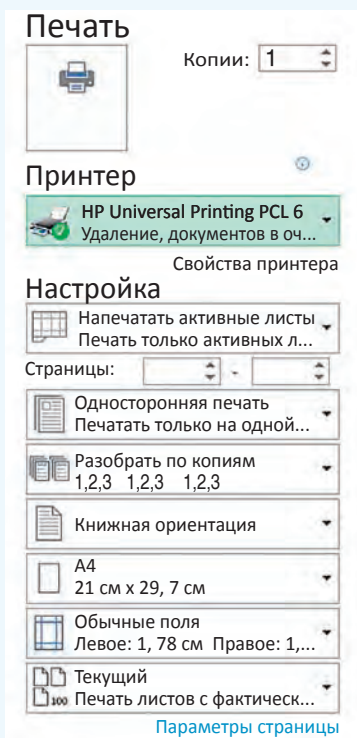 Печать
Копии: 1
Принтер
HP Universal Printing PCL 6
Удаление, документов в оч...
Свойства принтера
Настройка
Напечатать активные листы
Печать только активных л...
Страницы: -
Односторонняя печать
Печатать только на одной...
Разобрать по копиям
1,2,3 1,2,3 1,2,3
Книжная ориентация
A4
21 см x 29, 7 см
Обычные поля
Левое: 1, 78 см Правое: 1,...
Текущий
100 Печать листов с фактическ...
Параметры страницы